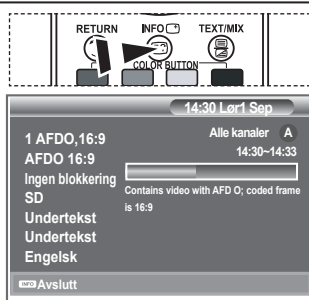 RETURN INFO TEXT/MIX
COLOR BUTTON
14:30 Lør1 Sep
1 AFDO,16:9
Alle kanaler A
AFDO 16:9
14:30~14:33
Ingen blokkering
SD
Contains video with AFD O; coded frame
is 16:9
Undertekst
Undertekst
Engelsk
INFO Avslutt